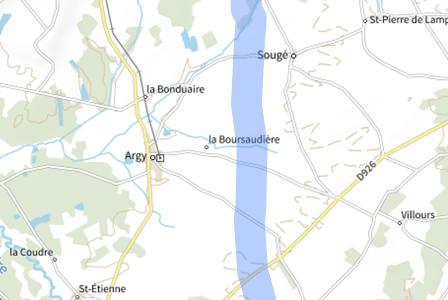 St-Pierre de Lamp
Sougé
la Bonduaire
la Boursaudière
Argy
D926
Villours
la Coudre
St-Étienne